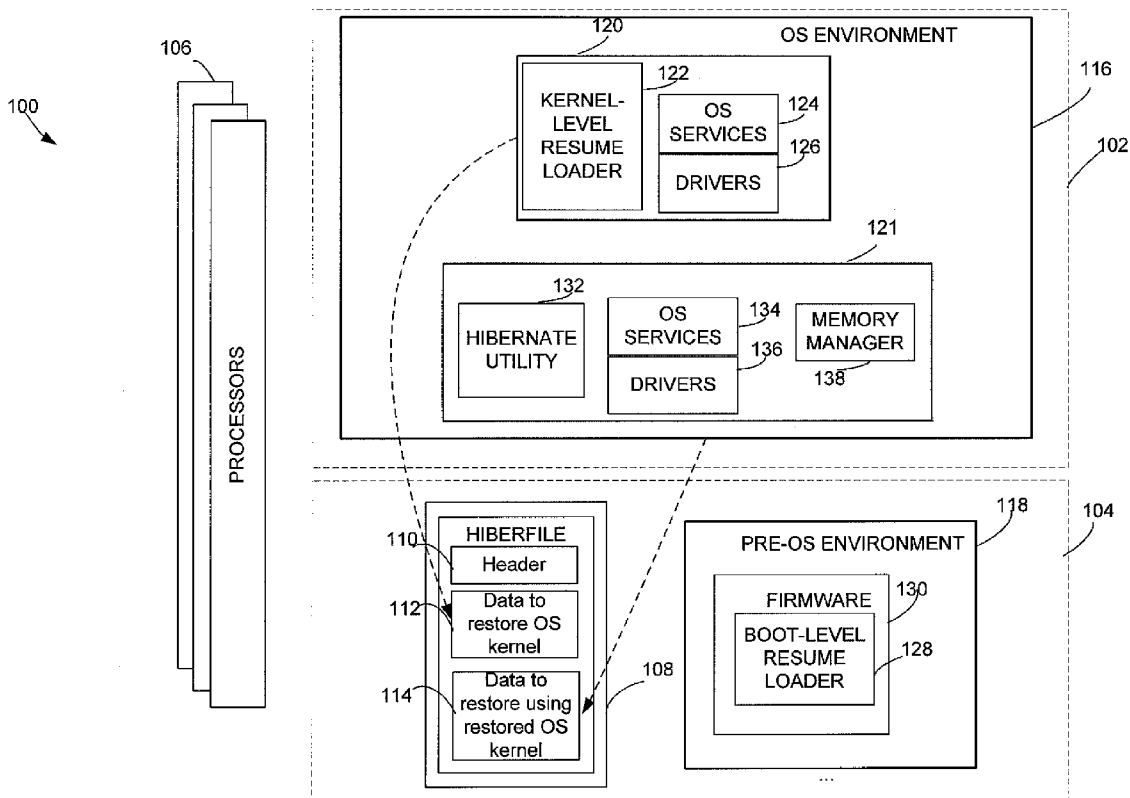 OS ENVIRONMENT
120
106
122
116
100
KERNEL-
LEVEL
RESUME
LOADER
OS
SERVICES
124
126
102
DRIVERS
121
132
HIBERNATE
UTILITY
OS
SERVICES
134
MEMORY
MANAGER
138
136
DRIVERS
PROCESSORS
HIBERFILE
110
Header
112
Data to
restore OS
kernel
114
Data to
restore using
restored OS
kernel
108
118
104
PRE-OS ENVIRONMENT
FIRMWARE
130
BOOT-LEVEL
RESUME
LOADER
128
...